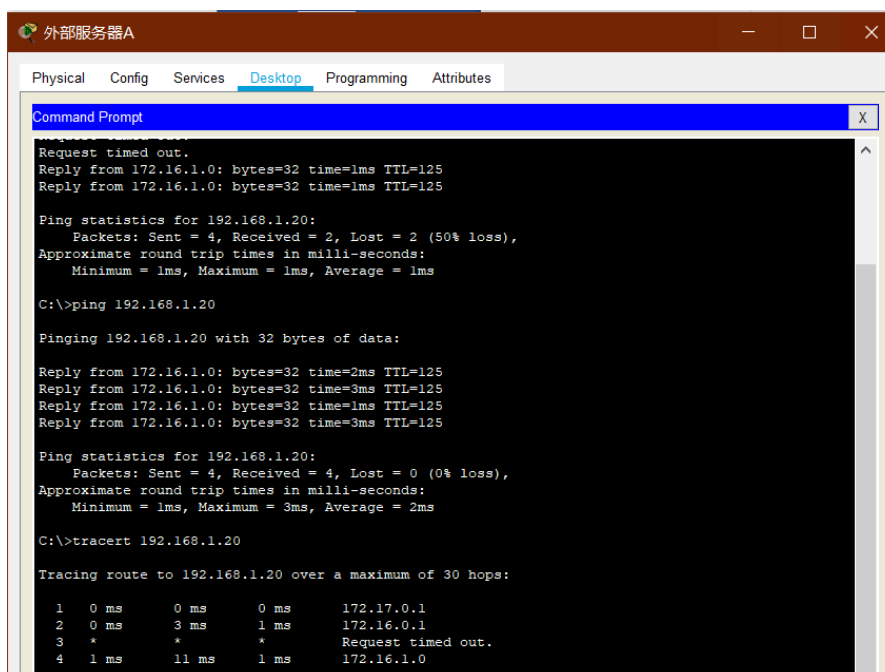 外部服务器A
Physical Config Services Desktop Programming Attributes
Command Prompt X
Request timed out.
Request timed out.
Reply from 172.16.1.0: bytes=32 time=1ms TTL=125
Reply from 172.16.1.0: bytes=32 time=1ms TTL=125
Ping statistics for 192.168.1.20:
Packets: Sent = 4, Received = 2, Lost = 2 (50% loss),
Approximate round trip times in milli-seconds:
Minimum = 1ms, Maximum = 1ms, Average = 1ms
C:\>ping 192.168.1.20
Pinging 192.168.1.20 with 32 bytes of data:
Reply from 172.16.1.0: bytes=32 time=2ms TTL=125
Reply from 172.16.1.0: bytes=32 time=3ms TTL=125
Reply from 172.16.1.0: bytes=32 time=1ms TTL=125
Reply from 172.16.1.0: bytes=32 time=3ms TTL=125
Ping statistics for 192.168.1.20:
Packets: Sent = 4, Received = 4, Lost = 0 (0% loss),
Approximate round trip times in milli-seconds:
Minimum = 1ms, Maximum = 3ms, Average = 2ms
C:\>tracert 192.168.1.20
Tracing route to 192.168.1.20 over a maximum of 30 hops:
1 0 ms 0 ms 0 ms 172.17.0.1
2 0 ms 3 ms 1 ms 172.16.0.1
3 * * * Request timed out.
4 1 ms 11 ms 1 ms 172.16.1.0